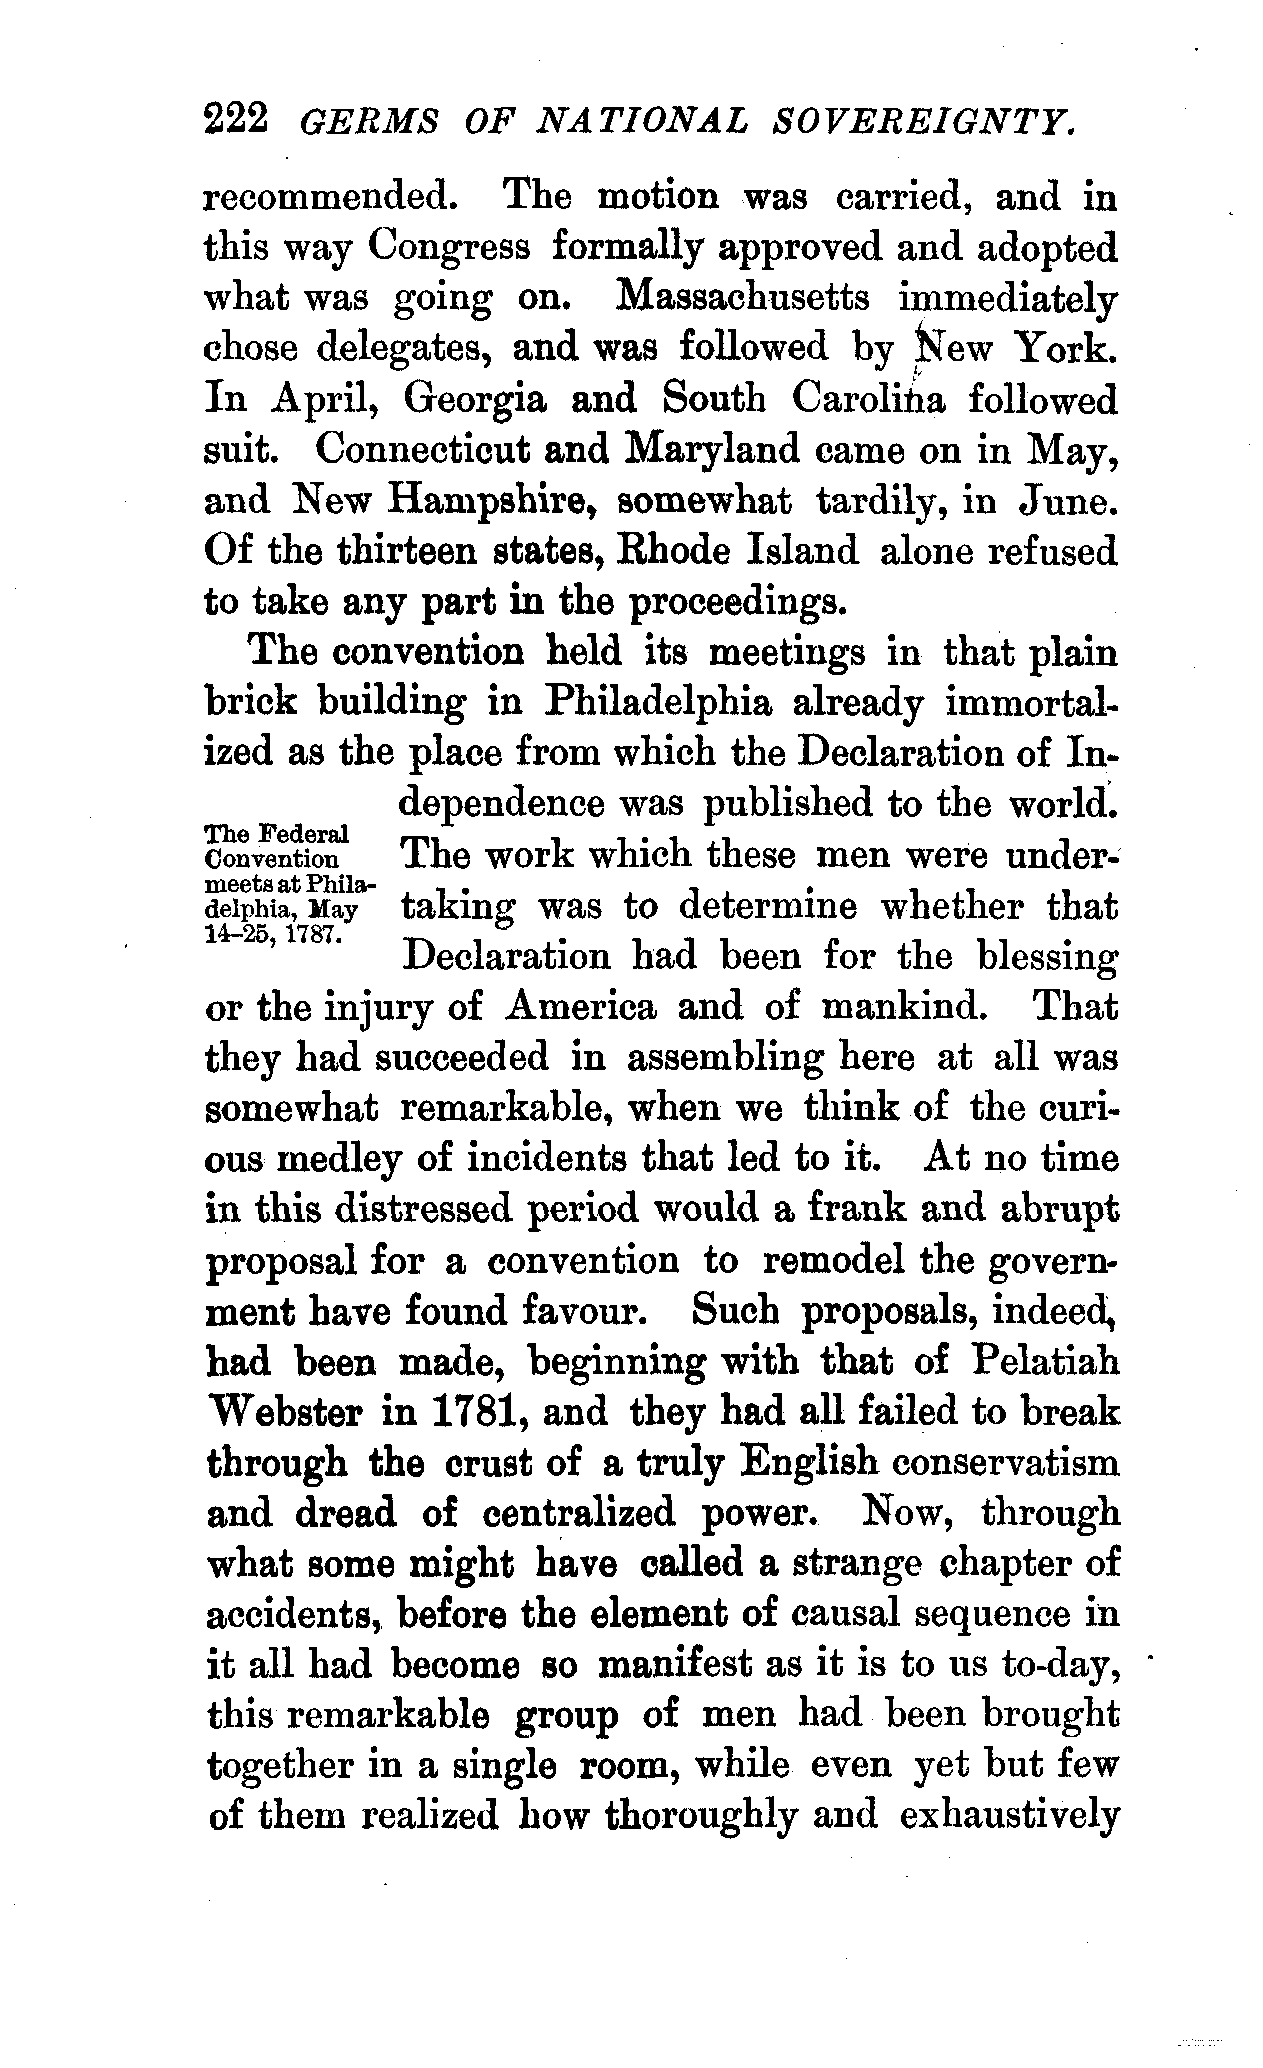 222 GERMS OF NATIONAL SOVEREIGNTY.
recommended. The motion was carried, and in
this way Congress formally approved and adopted
what was going on. Massachusetts immediately
chose delegates, and was followed by New York.
In April, Georgia and South Carolina followed
suit. Connecticut and Maryland came on in May,
and New Hampshire, somewhat tardily, in June.
Of the thirteen states, Rhode Island alone refused
to take any part in the proceedings.
The convention held its meetings in that plain
brick building in Philadelphia already immortal-
ized as the place from which the Declaration of In-
dependence was published to the world.
The Federal
Convention
meets at Phila-
delphia, May
14-25, 1787.
The work which these men were under-
taking was to determine whether that
Declaration had been for the blessing
or the injury of America and of mankind. That
they had succeeded in assembling here at all was
somewhat remarkable, when we think of the curi-
ous medley of incidents that led to it. At no time
in this distressed period would a frank and abrupt
proposal for a convention to remodel the govern-
ment have found favour. Such proposals, indeed,
had been made, beginning with that of Pelatiah
Webster in 1781, and they had all failed to break
through the crust of a truly English conservatism
and dread of centralized power. Now, through
what some might have called a strange chapter of
accidents, before the element of causal sequence in
it all had become so manifest as it is to us to-day,
this remarkable group of men had been brought
together in a single room, while even yet but few
of them realized how thoroughly and exhaustively